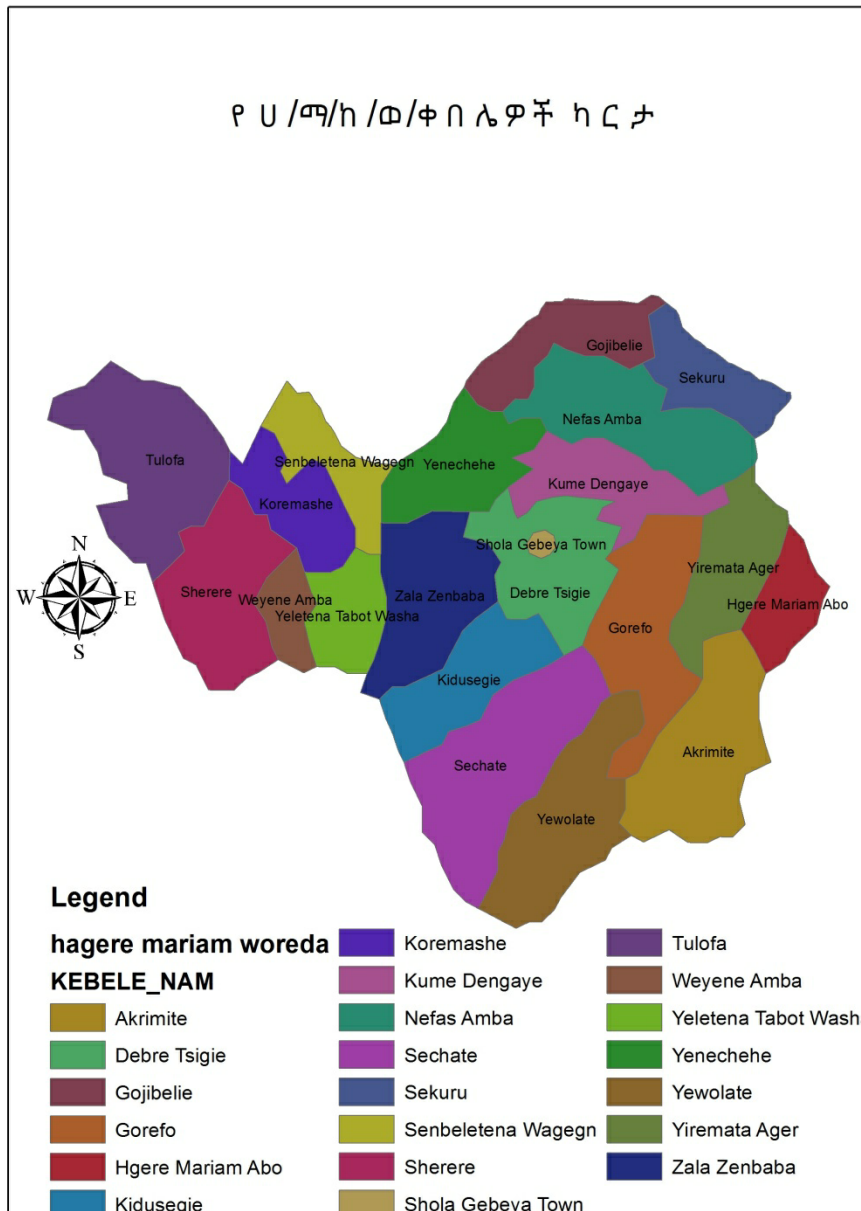 የ ሀ /ማ/ከ /ወ/ቀ በ ሌዎች ካ ር ታ
Gojibelie
Sekuru
Nefas Amba
Tulofa
Senbeletena Wagegn
Yenechehe
Kume Dengaye
Koremashe
Shola Gebeya Town
N
W
E
S
Sherere
Weyene Amba
Yeletena Tabot Washa
Zala Zenbaba
Debre Tsigie
Yiremata Ager
Hgere Mariam Abo
Gorefo
Kidusegie
Sechate
Akrimite
Yewolate
Legend
hagere mariam woreda
KEBELE_NAM
Akrimite
Debre Tsigie
Gojibelie
Gorefo
Hgere Mariam Abo
Kidusegie
Koremashe
Kume Dengaye
Nefas Amba
Sechate
Sekuru
Senbeletena Wagegn
Sherere
Shola Gebeya Town
Tulofa
Weyene Amba
Yeletena Tabot Wash
Yenechehe
Yewolate
Yiremata Ager
Zala Zenbaba